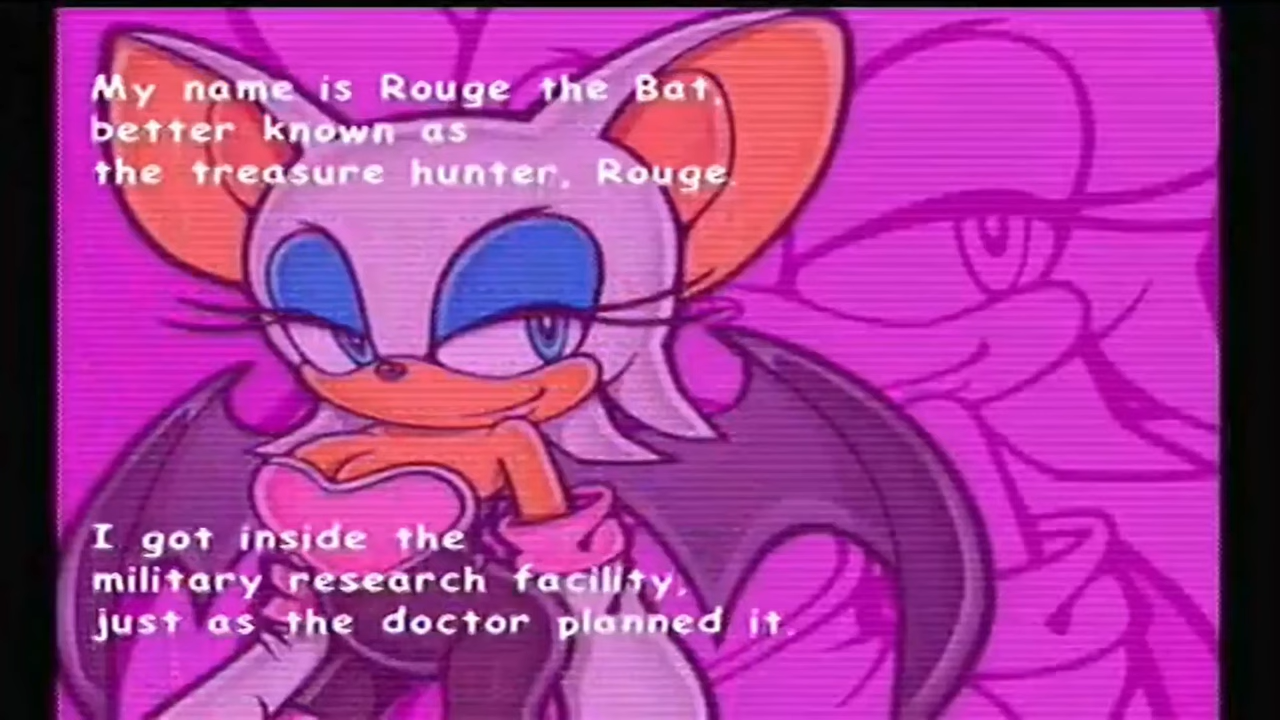 My name is Rouge the Bat,
better known as
the treasure hunter, Rouge.
I got inside the
military research facility,
just as the doctor planned it.